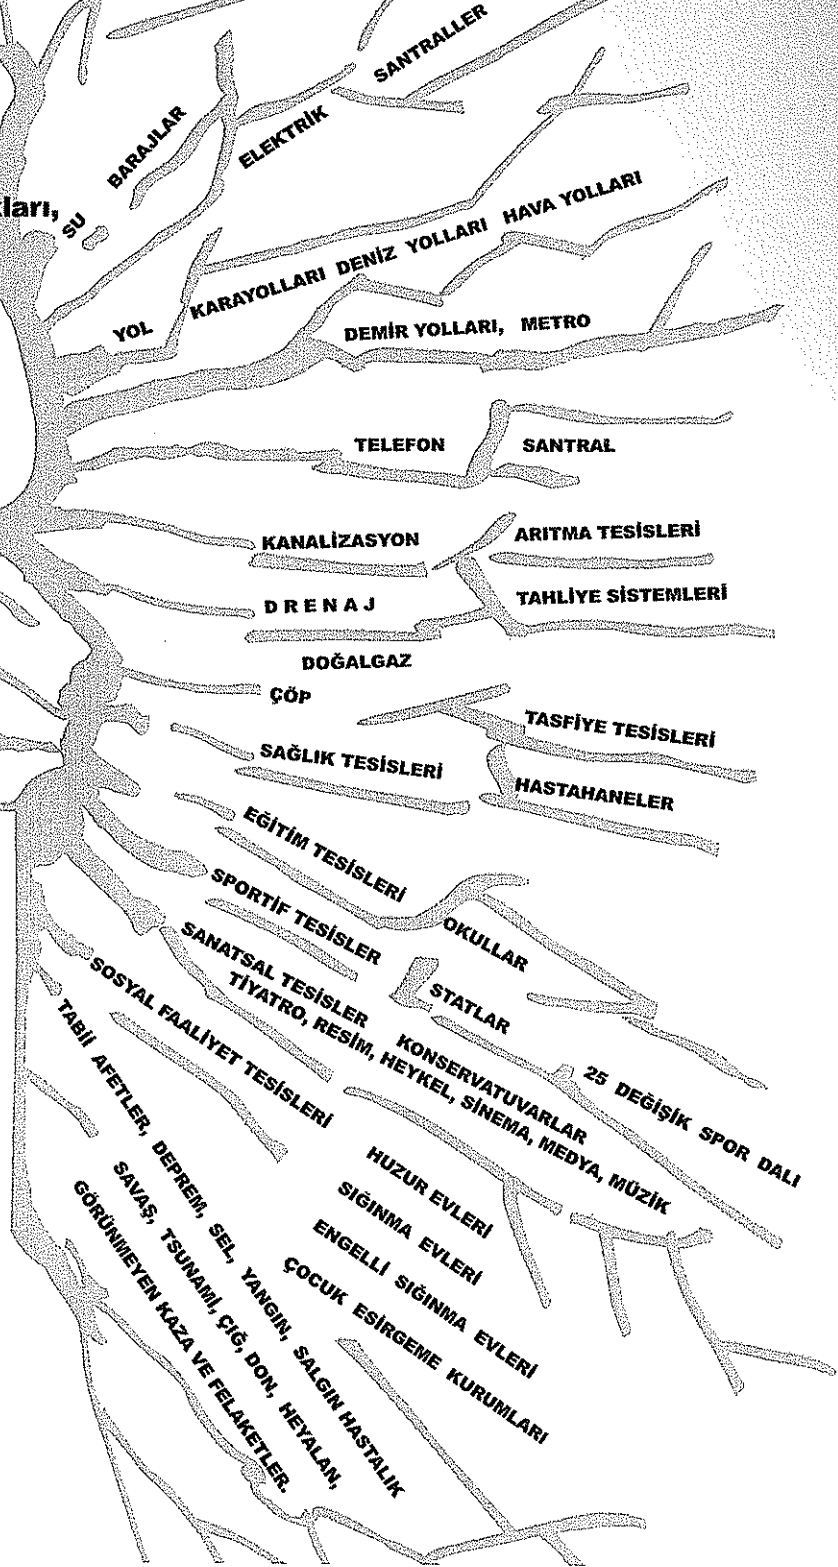 SANTRALLER
BARAJLAR
ELEKTRİK
ları,
SU
KARAYOLLARI DENİZ YOLLARI HAVA YOLLARI
YOL
DEMİR YOLLARI, METRO
TELEFON
SANTRAL
KANALİZASYON
ARITMA TESİSLERİ
DRENAJ
TAHLİYE SİSTEMLERİ
DOĞALGAZ
ÇÖP
TASFİYE TESİSLERİ
SAĞLIK TESİSLERİ
HASTAHANELER
EĞİTİM TESİSLERİ
OKULLAR
SPORTİF TESİSLER
STATLAR
25 DEĞİŞİK SPOR DALI
SANATSAL TESİSLER
KONSERVATUVARLAR
TİYATRO, RESİM, HEYKEL, SİNEMA, MEDYA, MÜZİK
SOSYAL FAALİYET TESİSLERİ
HUZUR EVLERİ
SIĞINMA EVLERİ
ENGELLİ SIĞINMA EVLERİ
ÇOCUK ESİRGEME KURUMLARI
TABİİ AFETLER, DEPREM, SEL, YANGIN, SALGIN HASTALIK
SAVAŞ, TSUNAMİ, ÇIĞ, DON, HEYALAN,
GÖRÜNMEYEN KAZA VE FELAKETLER.